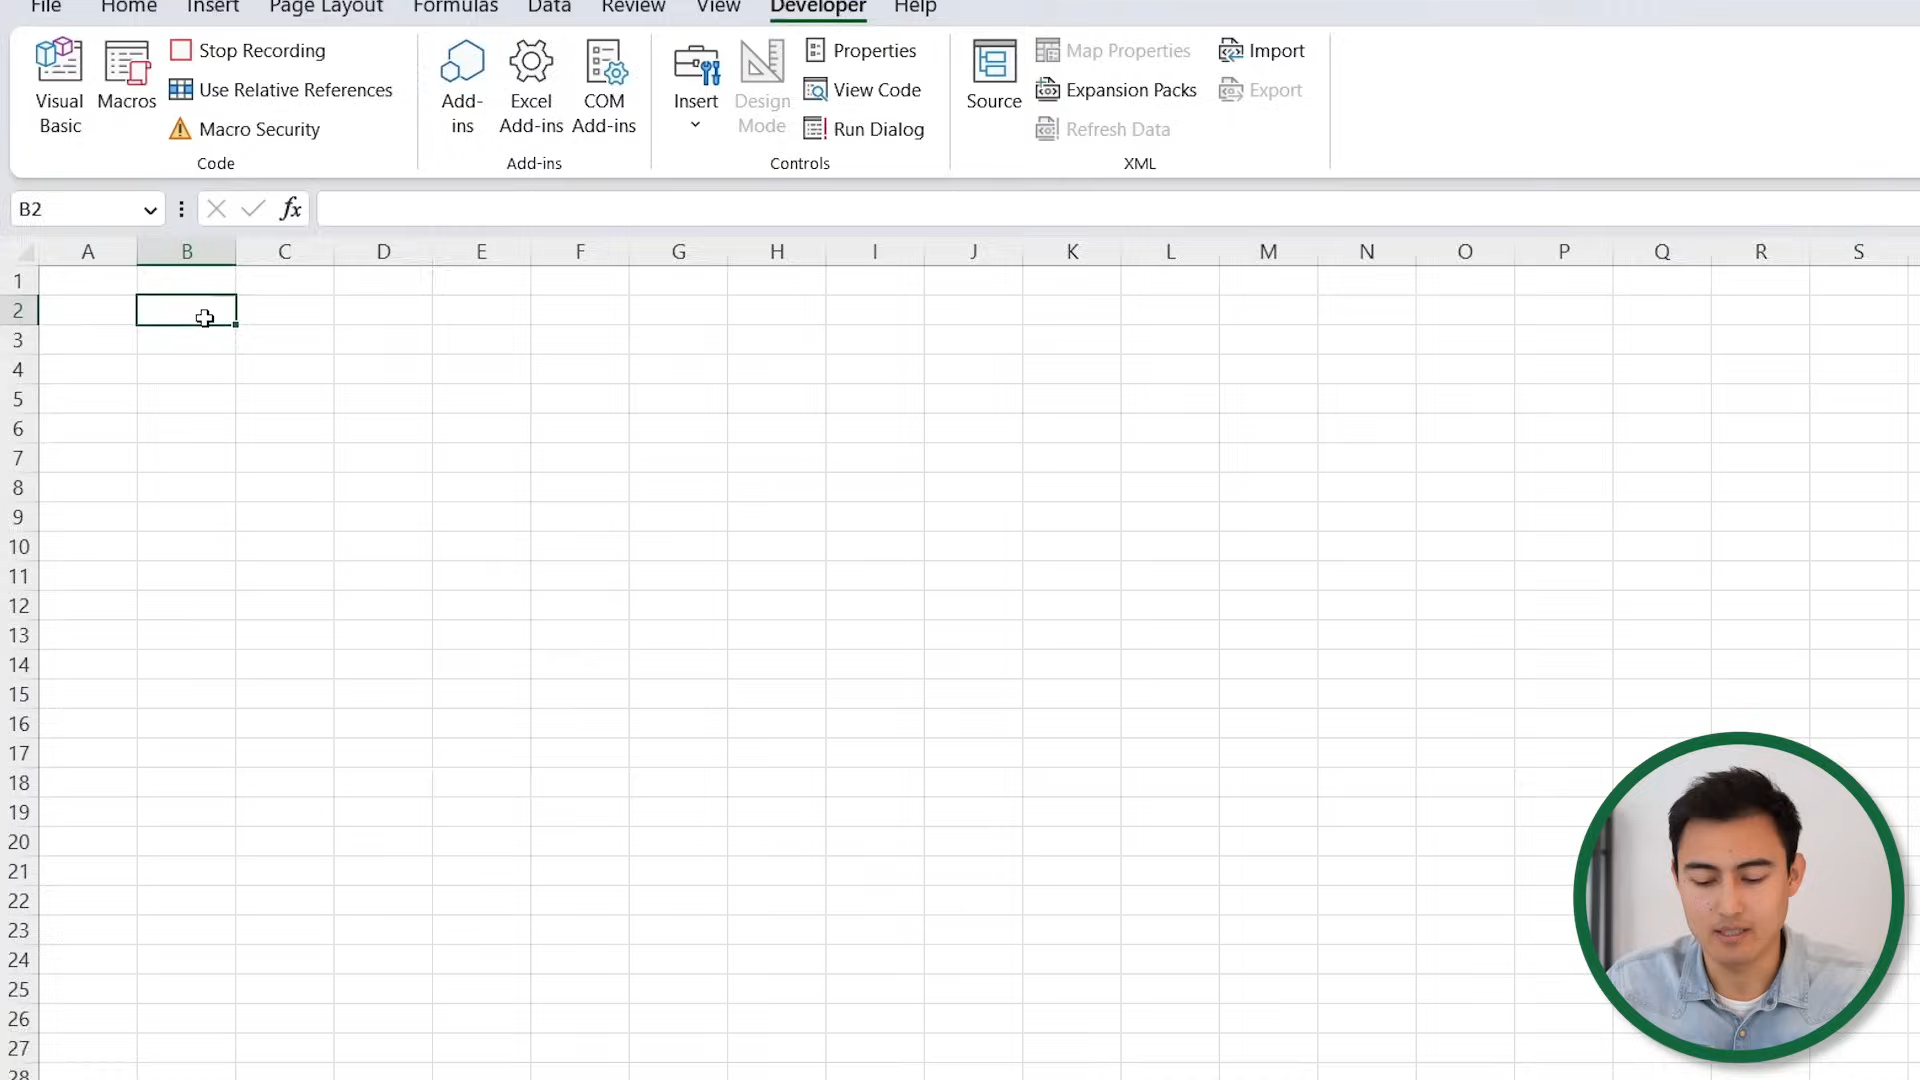 File Home Insert Page Layout Formulas Data Review View Developer Help
Visual Basic
Macros
Stop Recording
Use Relative References
Macro Security
Code
Add-ins
Excel Add-ins
COM Add-ins
Add-ins
Insert
Design Mode
Properties
View Code
Run Dialog
Controls
Source
Map Properties
Expansion Packs
Refresh Data
Import
Export
XML
B2
fx
A B C D E F G H I J K L M N O P Q R S
1
2
3
4
5
6
7
8
9
10
11
12
13
14
15
16
17
18
19
20
21
22
23
24
25
26
27
28